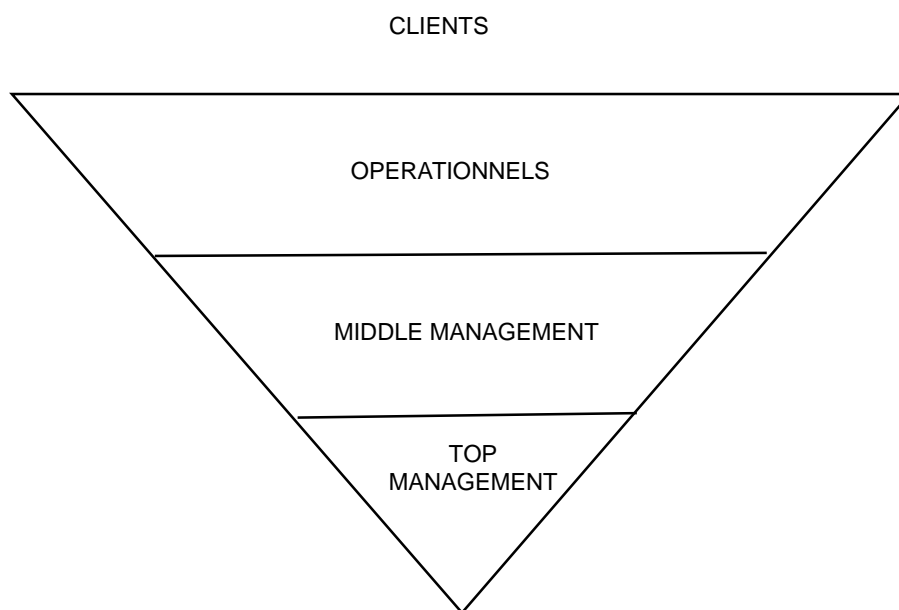 CLIENTS
OPERATIONNELS
MIDDLE MANAGEMENT
TOP
MANAGEMENT